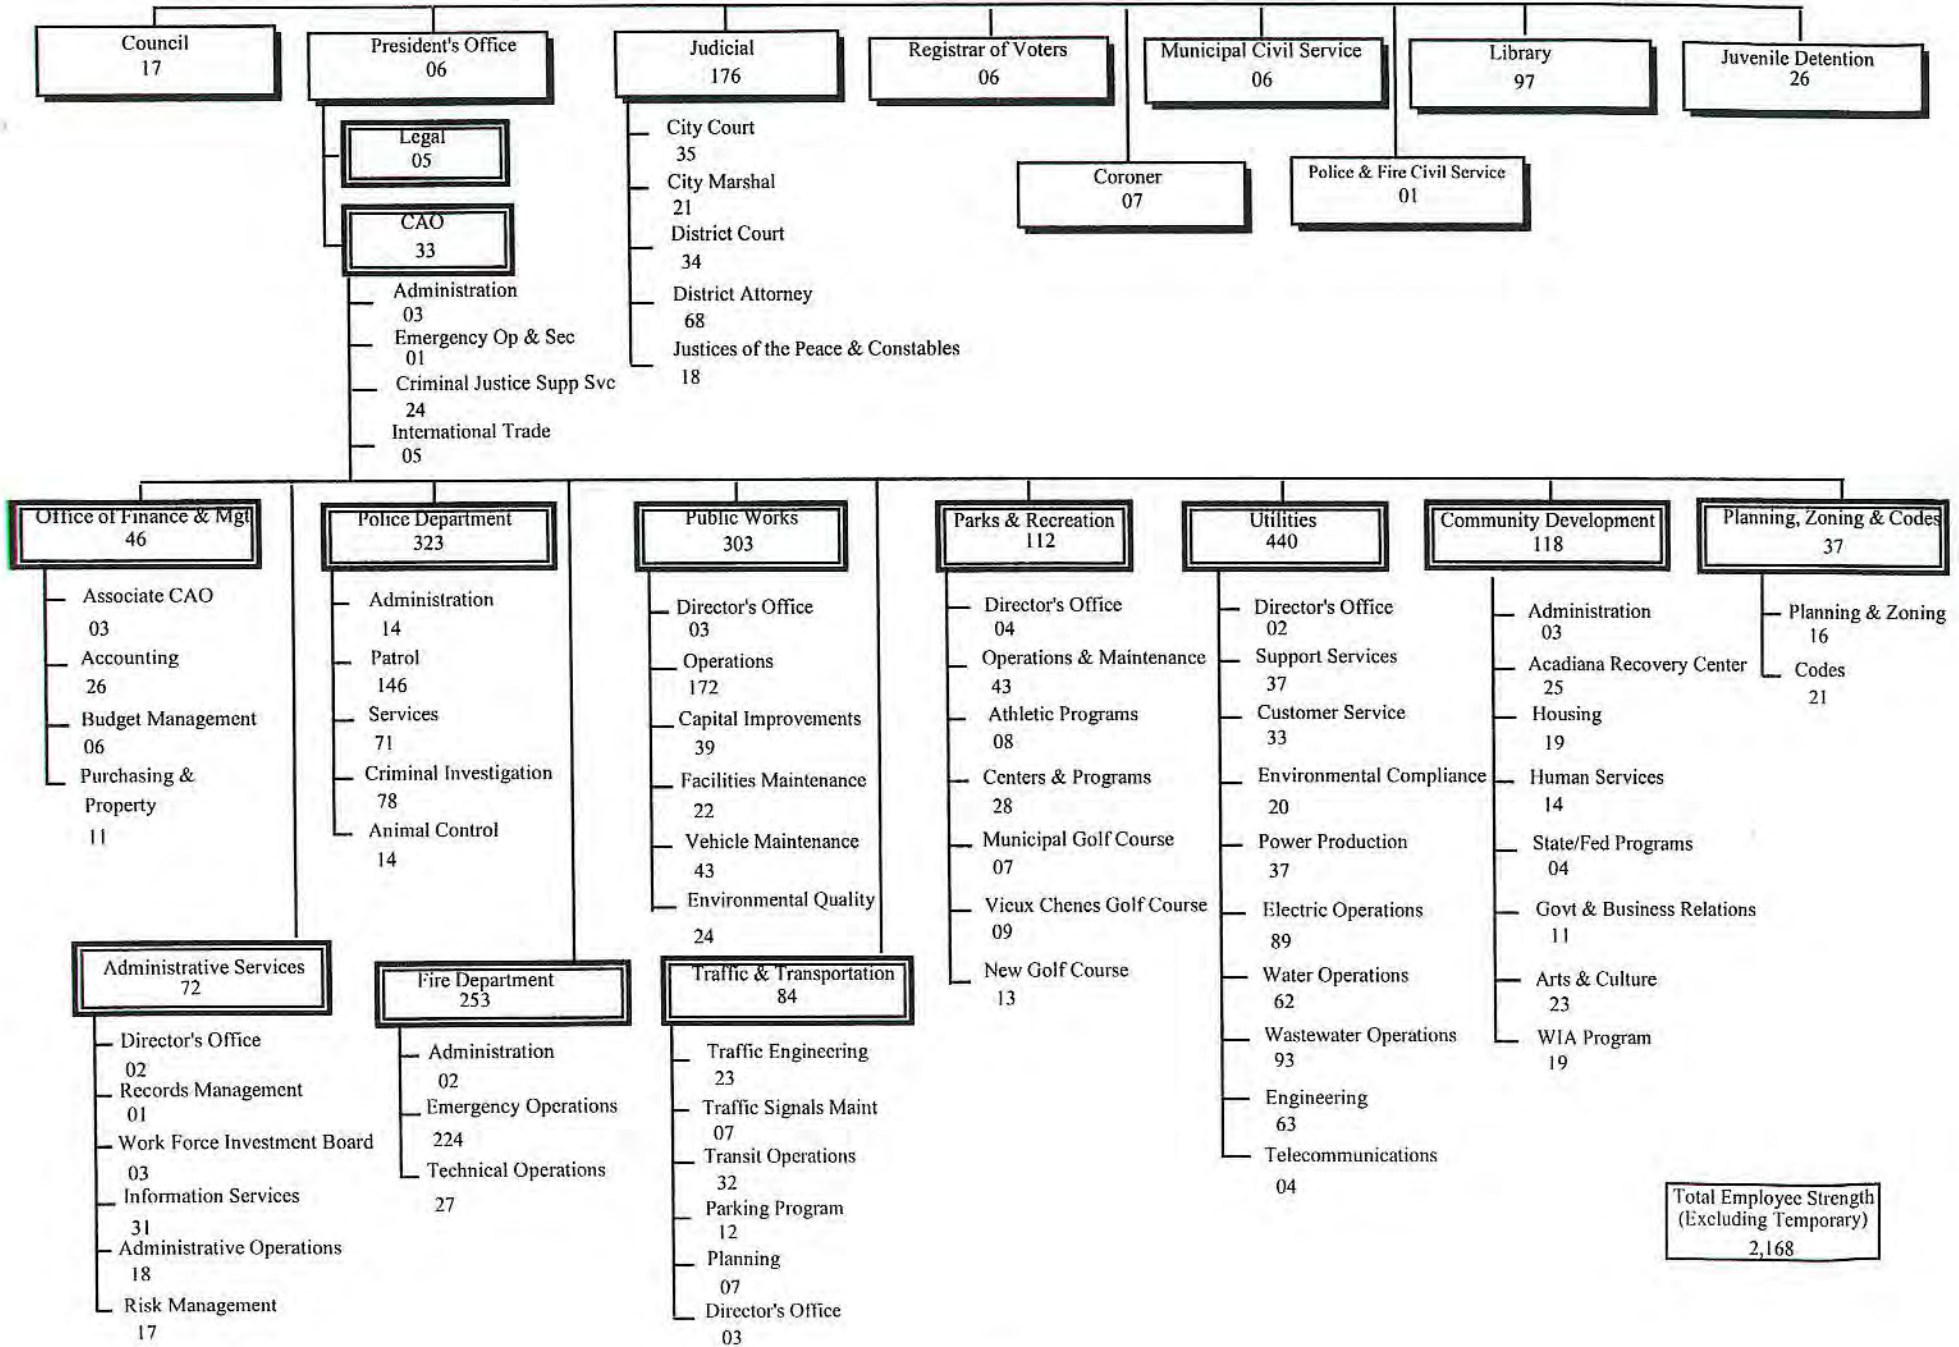 Council
17
President's Office
06
Judicial
176
Registrar of Voters
06
Municipal Civil Service
06
Library
97
Juvenile Detention
26
Coroner
07
Police & Fire Civil Service
01
Legal
05
CAO
33
Administration
03
Emergency Op & Sec
01
Criminal Justice Supp Svc
24
International Trade
05
City Court
35
City Marshal
21
District Court
34
District Attorney
68
Justices of the Peace & Constables
18
Office of Finance & Mgt
46
Associate CAO
03
Accounting
26
Budget Management
06
Purchasing &
Property
11
Administrative Services
72
Director's Office
02
Records Management
01
Work Force Investment Board
03
Information Services
31
Administrative Operations
18
Risk Management
17
Police Department
323
Administration
14
Patrol
146
Services
71
Criminal Investigation
78
Animal Control
14
Fire Department
253
Administration
02
Emergency Operations
224
Technical Operations
27
Public Works
303
Director's Office
03
Operations
172
Capital Improvements
39
Facilities Maintenance
22
Vehicle Maintenance
43
Environmental Quality
24
Traffic & Transportation
84
Traffic Engineering
23
Traffic Signals Maint
07
Transit Operations
32
Parking Program
12
Planning
07
Director's Office
03
Parks & Recreation
112
Director's Office
04
Operations & Maintenance
43
Athletic Programs
08
Centers & Programs
28
Municipal Golf Course
07
Vieux Chenes Golf Course
09
New Golf Course
13
Utilities
440
Director's Office
02
Support Services
37
Customer Service
33
Environmental Compliance
20
Power Production
37
Electric Operations
89
Water Operations
62
Wastewater Operations
93
Engineering
63
Telecommunications
04
Community Development
118
Administration
03
Acadiana Recovery Center
25
Housing
19
Human Services
14
State/Fed Programs
04
Govt & Business Relations
11
Arts & Culture
23
WIA Program
19
Planning, Zoning & Codes
37
Planning & Zoning
16
Codes
21
Total Employee Strength
(Excluding Temporary)
2,168